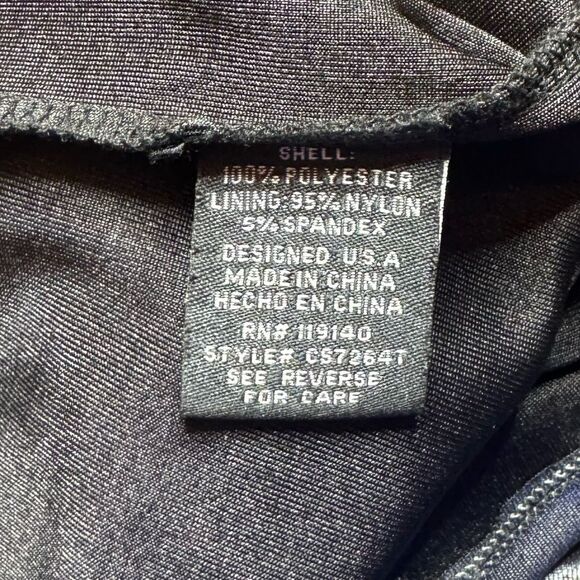 SHELL:
100% POLYESTER
LINING: 95% NYLON
5% SPANDEX
DESIGNED U.S.A
MADE IN CHINA
HECHO EN CHINA
RN# 119140
STYLE# CS7264T
SEE REVERSE
FOR CARE